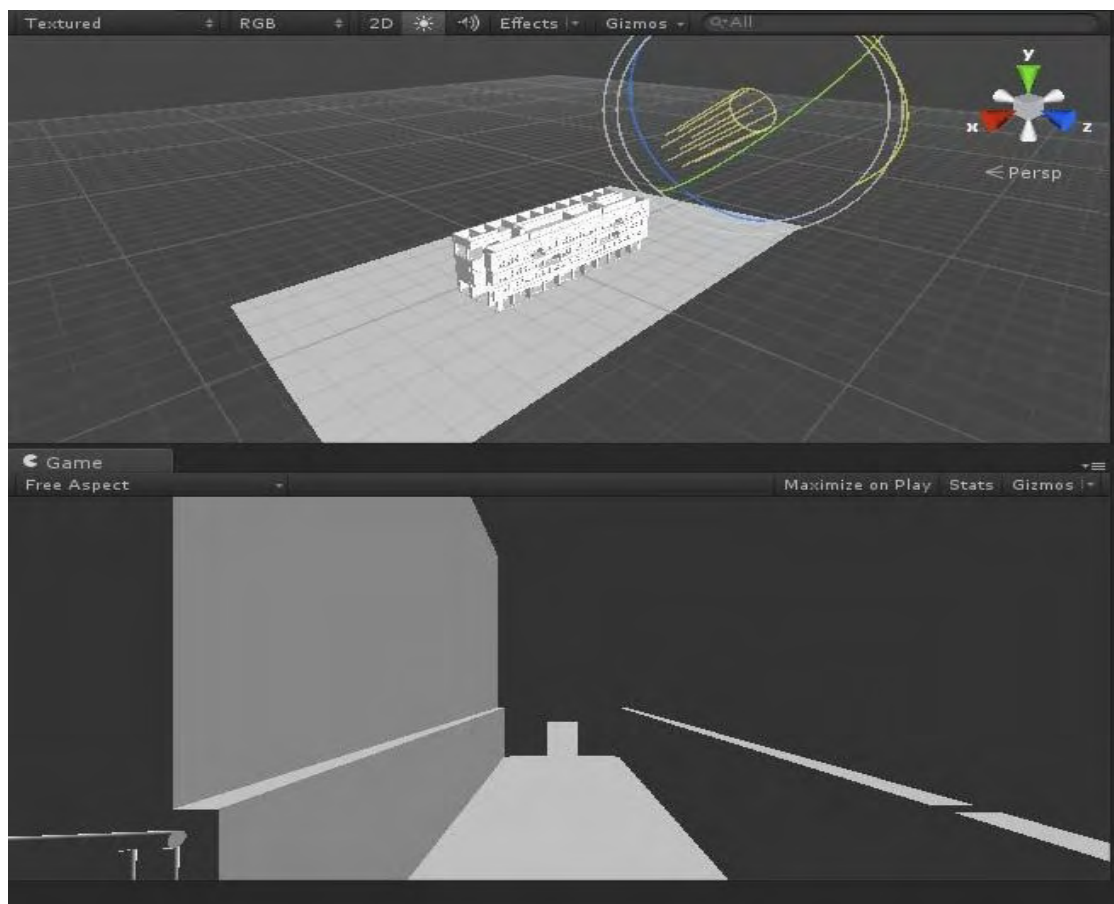 Textured RGB 2D Effects Gizmos All
y
x z
Persp
Game
Free Aspect Maximize on Play Stats Gizmos